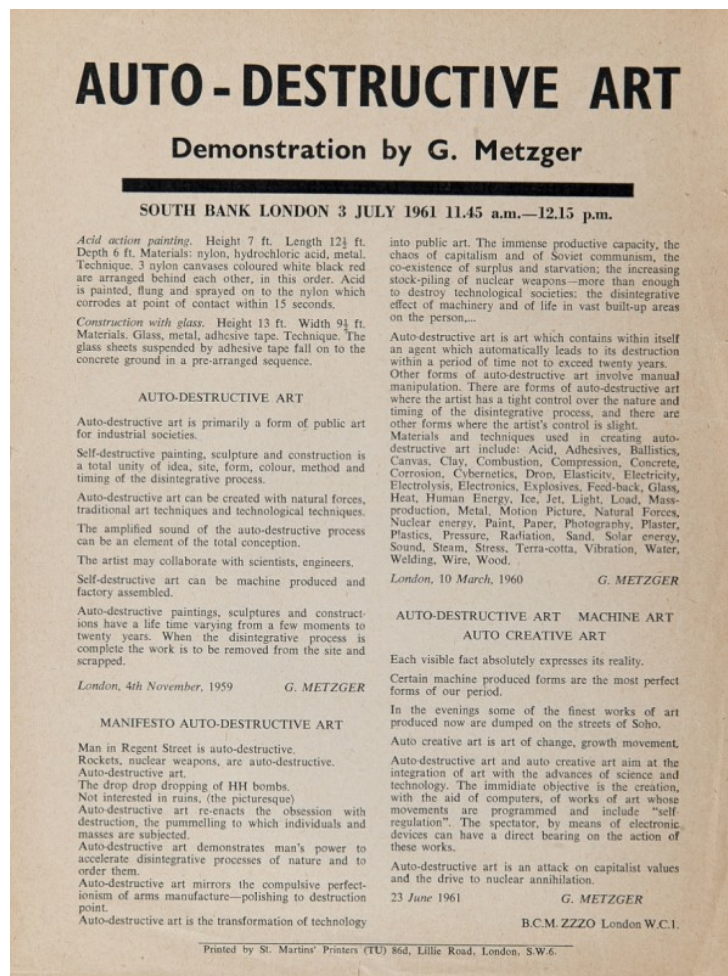 AUTO-DESTRUCTIVE ART
Demonstration by G. Metzger
SOUTH BANK LONDON 3 JULY 1961 11.45 a.m.—12.15 p.m.
Acid action painting. Height 7 ft. Length 12½ ft.
Depth 6 ft. Materials: nylon, hydrochloric acid, metal.
Technique. 3 nylon canvases coloured white black red
are arranged behind each other, in this order. Acid
is painted, flung and sprayed on to the nylon which
corrodes at point of contact within 15 seconds.
Construction with glass. Height 13 ft. Width 9½ ft.
Materials. Glass, metal, adhesive tape. Technique. The
glass sheets suspended by adhesive tape fall on to the
concrete ground in a pre-arranged sequence.
AUTO-DESTRUCTIVE ART
Auto-destructive art is primarily a form of public art
for industrial societies.
Self-destructive painting, sculpture and construction is
a total unity of idea, site, form, colour, method and
timing of the disintegrative process.
Auto-destructive art can be created with natural forces,
traditional art techniques and technological techniques.
The amplified sound of the auto-destructive process
can be an element of the total conception.
The artist may collaborate with scientists, engineers.
Self-destructive art can be machine produced and
factory assembled.
Auto-destructive paintings, sculptures and construct-
ions have a life time varying from a few moments to
twenty years. When the disintegrative process is
complete the work is to be removed from the site and
scrapped.
London, 4th November, 1959 G. METZGER
MANIFESTO AUTO-DESTRUCTIVE ART
Man in Regent Street is auto-destructive.
Rockets, nuclear weapons, are auto-destructive.
Auto-destructive art.
The drop drop dropping of HH bombs.
Not interested in ruins, (the picturesque)
Auto-destructive art re-enacts the obsession with
destruction, the pummelling to which individuals and
masses are subjected.
Auto-destructive art demonstrates man's power to
accelerate disintegrative processes of nature and to
order them.
Auto-destructive art mirrors the compulsive perfect-
ionism of arms manufacture—polishing to destruction
point.
Auto-destructive art is the transformation of technology
into public art. The immense productive capacity, the
chaos of capitalism and of Soviet communism, the
co-existence of surplus and starvation; the increasing
stock-piling of nuclear weapons—more than enough
to destroy technological societies; the disintegrative
effect of machinery and of life in vast built-up areas
on the person,...
Auto-destructive art is art which contains within itself
an agent which automatically leads to its destruction
within a period of time not to exceed twenty years.
Other forms of auto-destructive art involve manual
manipulation. There are forms of auto-destructive art
where the artist has a tight control over the nature and
timing of the disintegrative process, and there are
other forms where the artist's control is slight.
Materials and techniques used in creating auto-
destructive art include: Acid, Adhesives, Ballistics,
Canvas, Clay, Combustion, Compression, Concrete,
Corrosion, Cybernetics, Drop, Elasticity, Electricity,
Electrolysis, Electronics, Explosives, Feed-back, Glass,
Heat, Human Energy, Ice, Jet, Light, Load, Mass-
production, Metal, Motion Picture, Natural Forces,
Nuclear energy, Paint, Paper, Photography, Plaster,
Plastics, Pressure, Radiation, Sand, Solar energy,
Sound, Steam, Stress, Terra-cotta, Vibration, Water,
Welding, Wire, Wood.
London, 10 March, 1960 G. METZGER
AUTO-DESTRUCTIVE ART MACHINE ART
AUTO CREATIVE ART
Each visible fact absolutely expresses its reality.
Certain machine produced forms are the most perfect
forms of our period.
In the evenings some of the finest works of art
produced now are dumped on the streets of Soho.
Auto creative art is art of change, growth movement.
Auto-destructive art and auto creative art aim at the
integration of art with the advances of science and
technology. The immidiate objective is the creation,
with the aid of computers, of works of art whose
movements are programmed and include "self-
regulation". The spectator, by means of electronic
devices can have a direct bearing on the action of
these works.
Auto-destructive art is an attack on capitalist values
and the drive to nuclear annihilation.
23 June 1961 G. METZGER
B.C.M. ZZZO London W.C.1.
Printed by St. Martins' Printers (TU) 86d, Lillie Road, London, S.W.6.